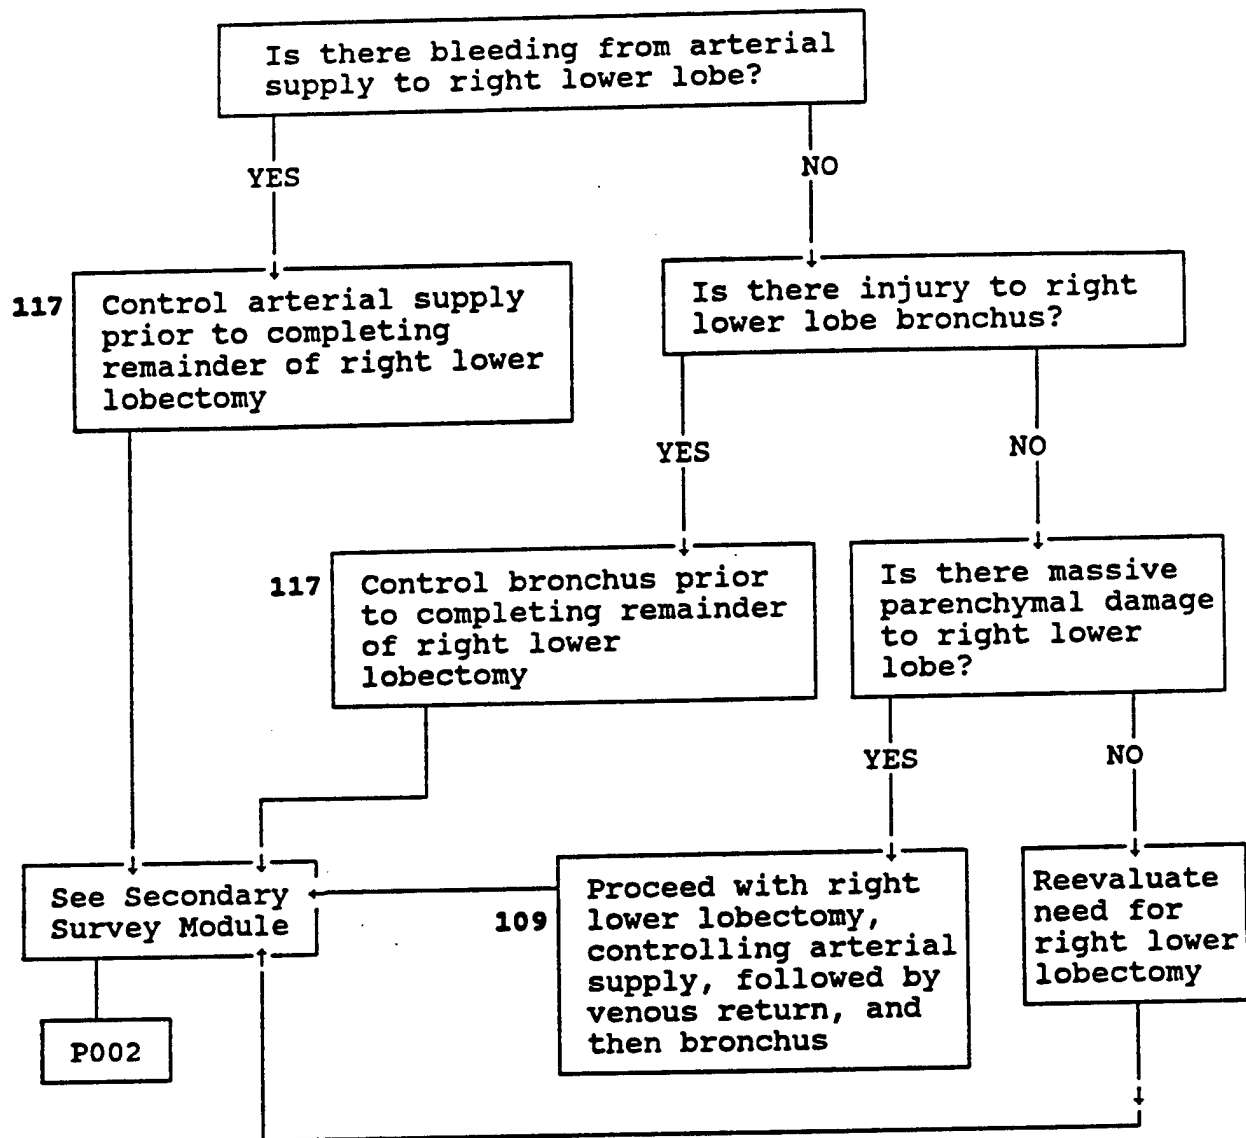 Is there bleeding from arterial
supply to right lower lobe?
YES
NO
117
Control arterial supply
prior to completing
remainder of right lower
lobectomy
Is there injury to right
lower lobe bronchus?
YES
NO
117
Control bronchus prior
to completing remainder
of right lower
lobectomy
Is there massive
parenchymal damage
to right lower
lobe?
YES
NO
See Secondary
Survey Module
109
Proceed with right
lower lobectomy,
controlling arterial
supply, followed by
venous return, and
then bronchus
Reevaluate
need for
right lower
lobectomy
P002